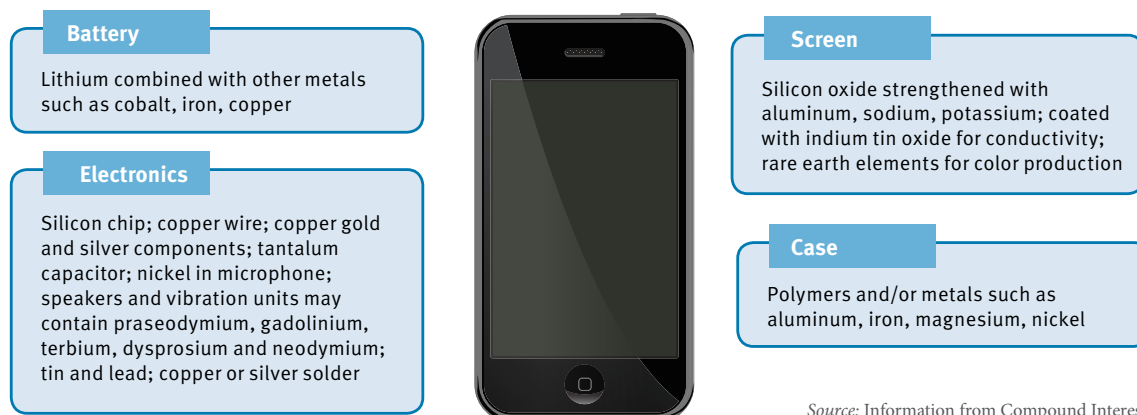 Battery
Lithium combined with other metals
such as cobalt, iron, copper
Electronics
Silicon chip; copper wire; copper gold
and silver components; tantalum
capacitor; nickel in microphone;
speakers and vibration units may
contain praseodymium, gadolinium,
terbium, dysprosium and neodymium;
tin and lead; copper or silver solder
Screen
Silicon oxide strengthened with
aluminum, sodium, potassium; coated
with indium tin oxide for conductivity;
rare earth elements for color production
Case
Polymers and/or metals such as
aluminum, iron, magnesium, nickel
Source: Information from Compound